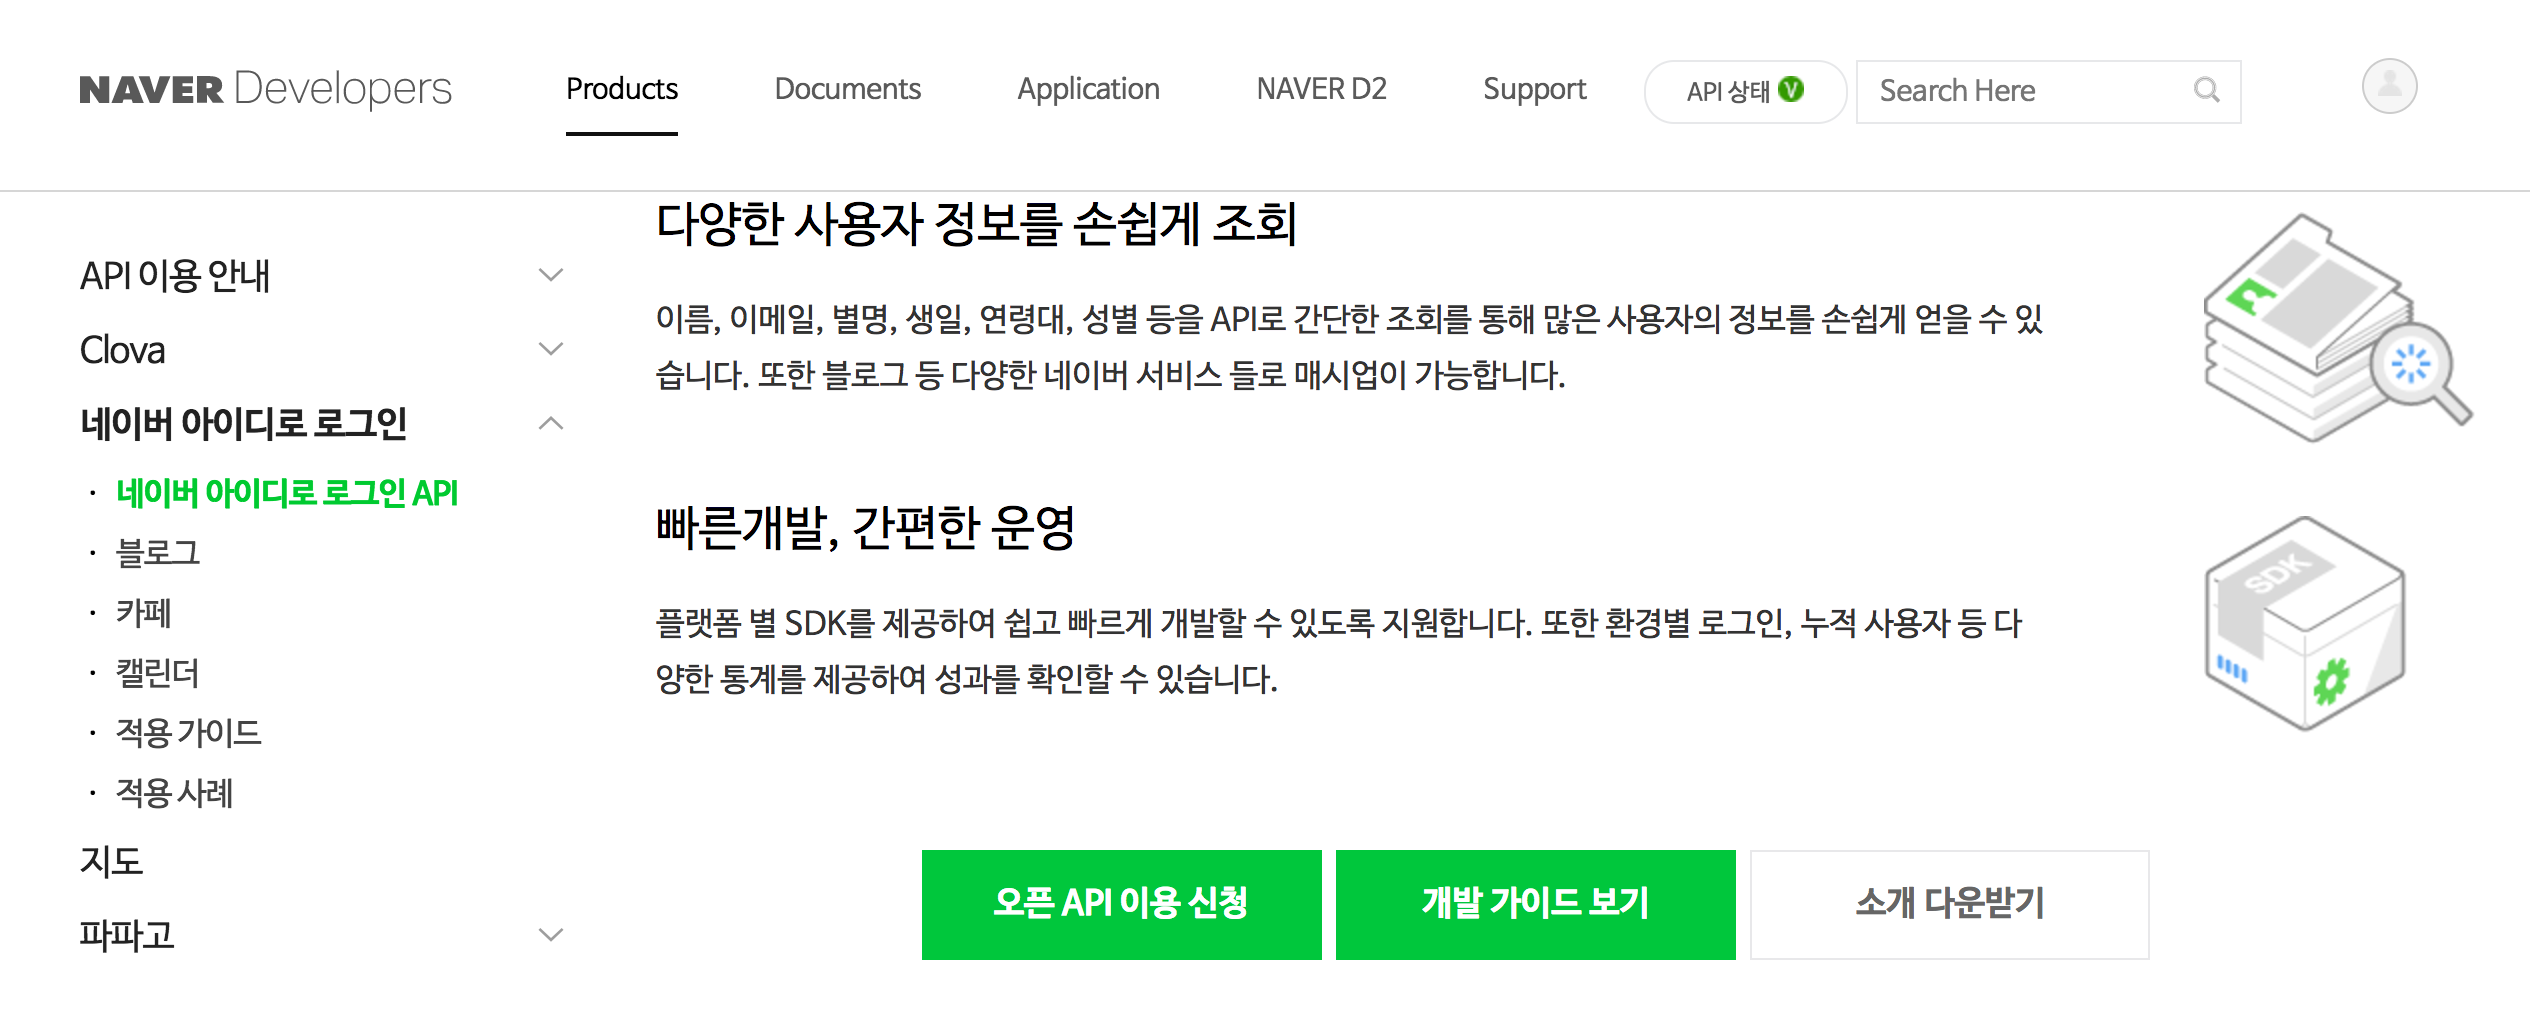 NAVER Developers
Products
Documents
Application
NAVER D2
Support
API 상태 V
Search Here
API 이용 안내
Clova
네이버 아이디로 로그인
· 네이버 아이디로 로그인 API
· 블로그
· 카페
· 캘린더
· 적용 가이드
· 적용 사례
지도
파파고
다양한 사용자 정보를 손쉽게 조회
이름, 이메일, 별명, 생일, 연령대, 성별 등을 API로 간단한 조회를 통해 많은 사용자의 정보를 손쉽게 얻을 수 있
습니다. 또한 블로그 등 다양한 네이버 서비스 들로 매시업이 가능합니다.
빠른개발, 간편한 운영
플랫폼 별 SDK를 제공하여 쉽고 빠르게 개발할 수 있도록 지원합니다. 또한 환경별 로그인, 누적 사용자 등 다
양한 통계를 제공하여 성과를 확인할 수 있습니다.
SDK
오픈 API 이용 신청
개발 가이드 보기
소개 다운받기